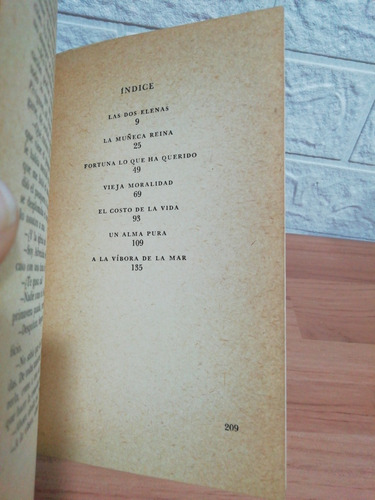 ÍNDICE
LAS DOS ELENAS
9
LA MUÑECA REINA
25
FORTUNA LO QUE HA QUERIDO
49
VIEJA MORALIDAD
69
EL COSTO DE LA VIDA
93
UN ALMA PURA
109
A LA VÍBORA DE LA MAR
135
209